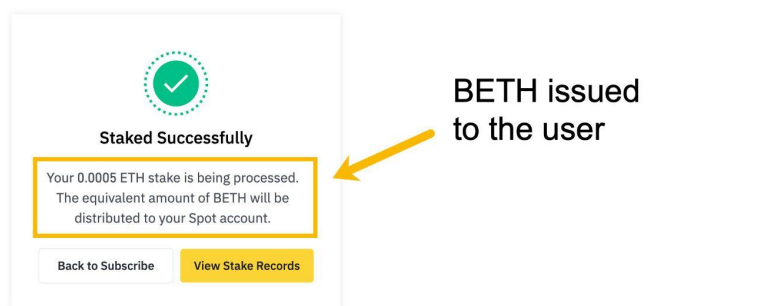 Staked Successfully
Your 0.0005 ETH stake is being processed.
The equivalent amount of BETH will be
distributed to your Spot account.
Back to Subscribe
View Stake Records
BETH issued
to the user